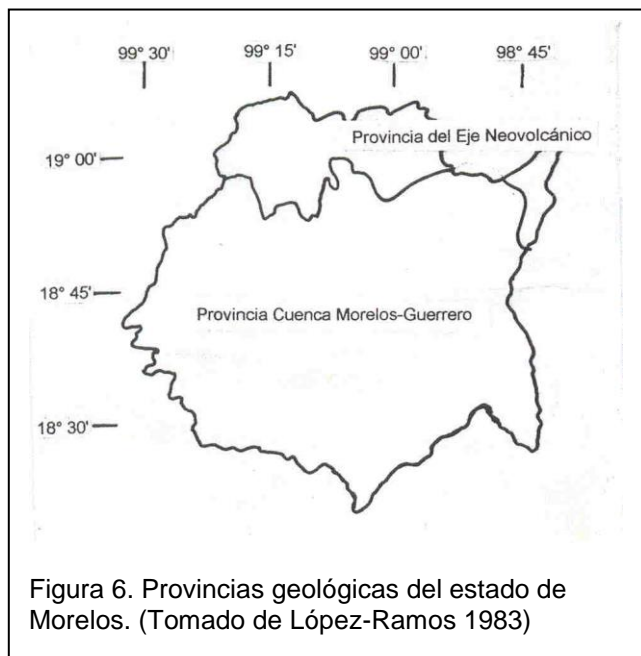 99° 30' 99° 15' 99° 00' 98° 45'
Provincia del Eje Neovolcánico
19° 00'
18° 45'
Provincia Cuenca Morelos-Guerrero
18° 30'
Figura 6. Provincias geológicas del estado de
Morelos. (Tomado de López-Ramos 1983)